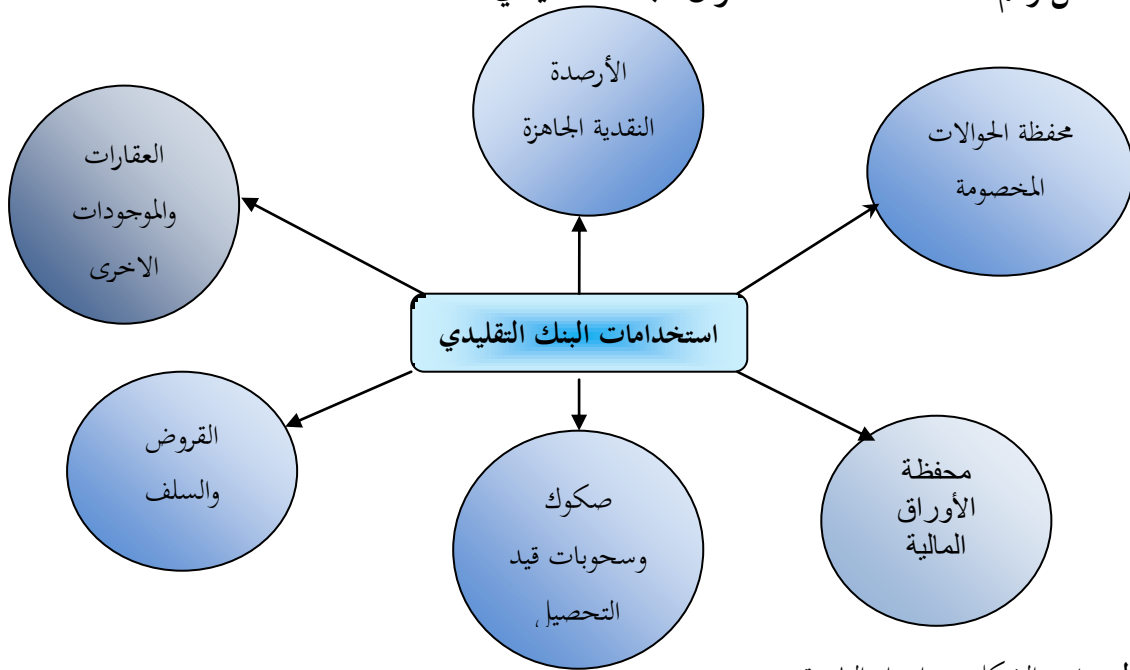 الأرصدة
النقدية الجاهزة
محفظة الحوالات
المخصومة
العقارات
والموجودات
الاخرى
استخدامات البنك التقليدي
القروض
والسلف
صكوك
وسحوبات قيد
التحصيل
محفظة
الأوراق
المالية